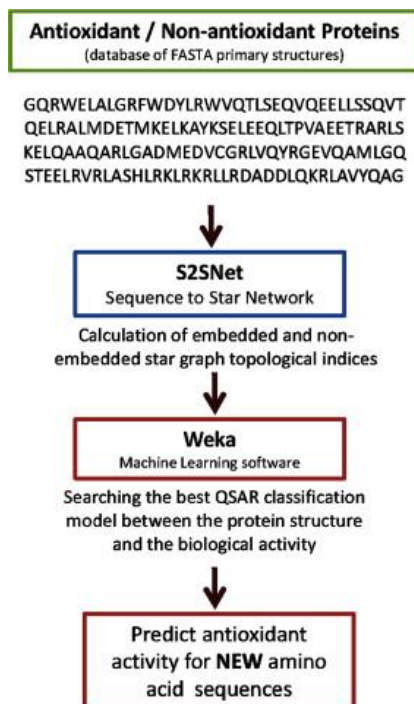 Antioxidant / Non-antioxidant Proteins
(database of FASTA primary structures)
GQRWELALGRFWDYLRWVQTLSEQVQEELLSSQVT
QELRALMDETMKELKAYKSELEEQLTPVAEETRARLS
KELQAAQARLGADMEDVCGRLVQYRGEVQAMLGQ
STEELRVRLASHLRKLRKRLLRDADDLQKRLAVYQAG
S2SNet
Sequence to Star Network
Calculation of embedded and non-
embedded star graph topological indices
Weka
Machine Learning software
Searching the best QSAR classification
model between the protein structure
and the biological activity
Predict antioxidant
activity for NEW amino
acid sequences